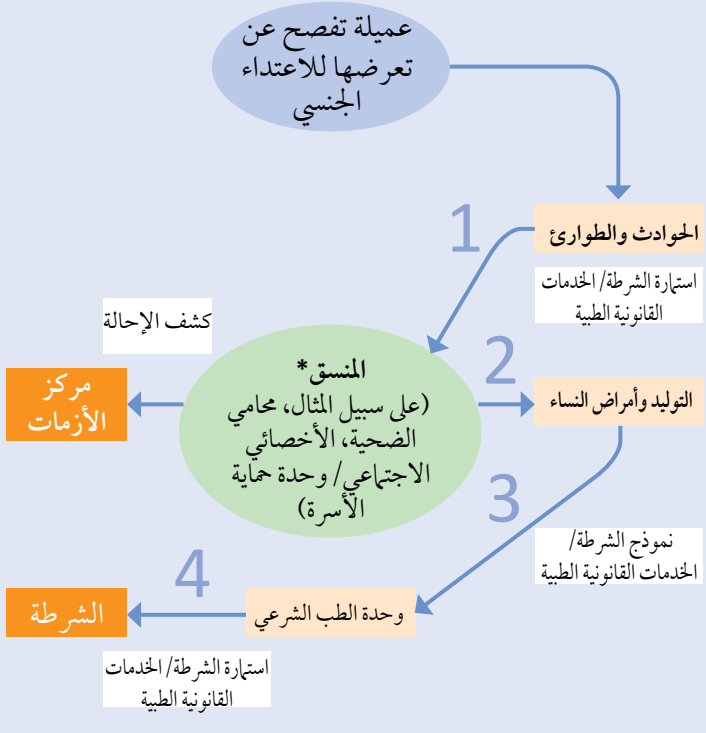 عميلة تفصح عن
تعرضها للاعتداء
الجنسي
1
الحوادث والطوارئ
استمارة الشرطة/ الخدمات
القانونية الطبية
كشف الإحالة
المنسق*
(على سبيل المثال، محامي
الضحية، الأخصائي
الاجتماعي/ وحدة حماية
الأسرة)
مركز
الأزمات
2
التوليد وأمراض النساء
3
نموذج الشرطة/
الخدمات القانونية الطبية
وحدة الطب الشرعي
4
الشرطة
استمارة الشرطة/ الخدمات
القانونية الطبية